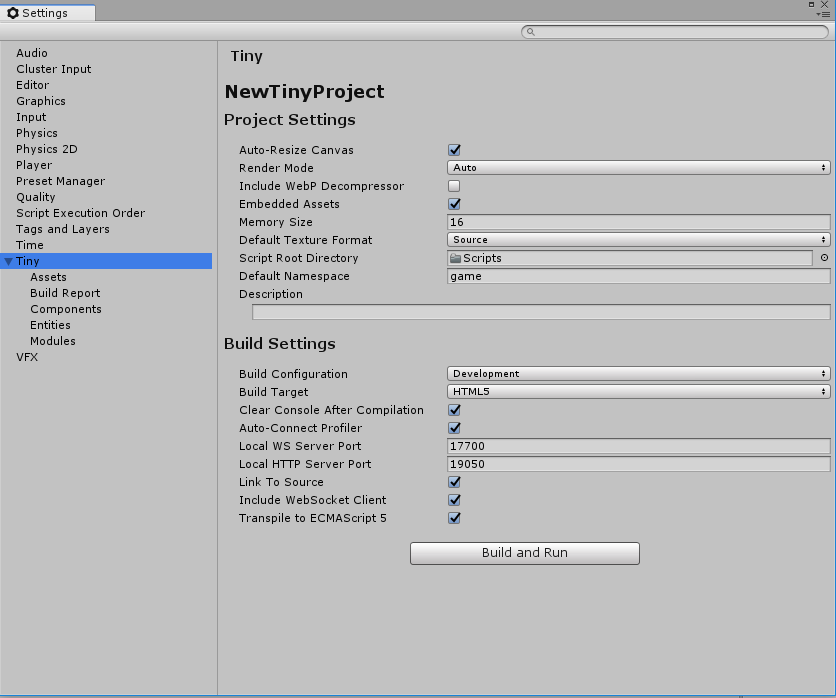 Settings
Audio
Cluster Input
Editor
Graphics
Input
Physics
Physics 2D
Player
Preset Manager
Quality
Script Execution Order
Tags and Layers
Time
Tiny
Assets
Build Report
Components
Entities
Modules
VFX
Tiny
NewTinyProject
Project Settings
Auto-Resize Canvas
Render Mode Auto
Include WebP Decompressor
Embedded Assets
Memory Size 16
Default Texture Format Source
Script Root Directory Scripts
Default Namespace game
Description
Build Settings
Build Configuration Development
Build Target HTML5
Clear Console After Compilation
Auto-Connect Profiler
Local WS Server Port 17700
Local HTTP Server Port 19050
Link To Source
Include WebSocket Client
Transpile to ECMAScript 5
Build and Run